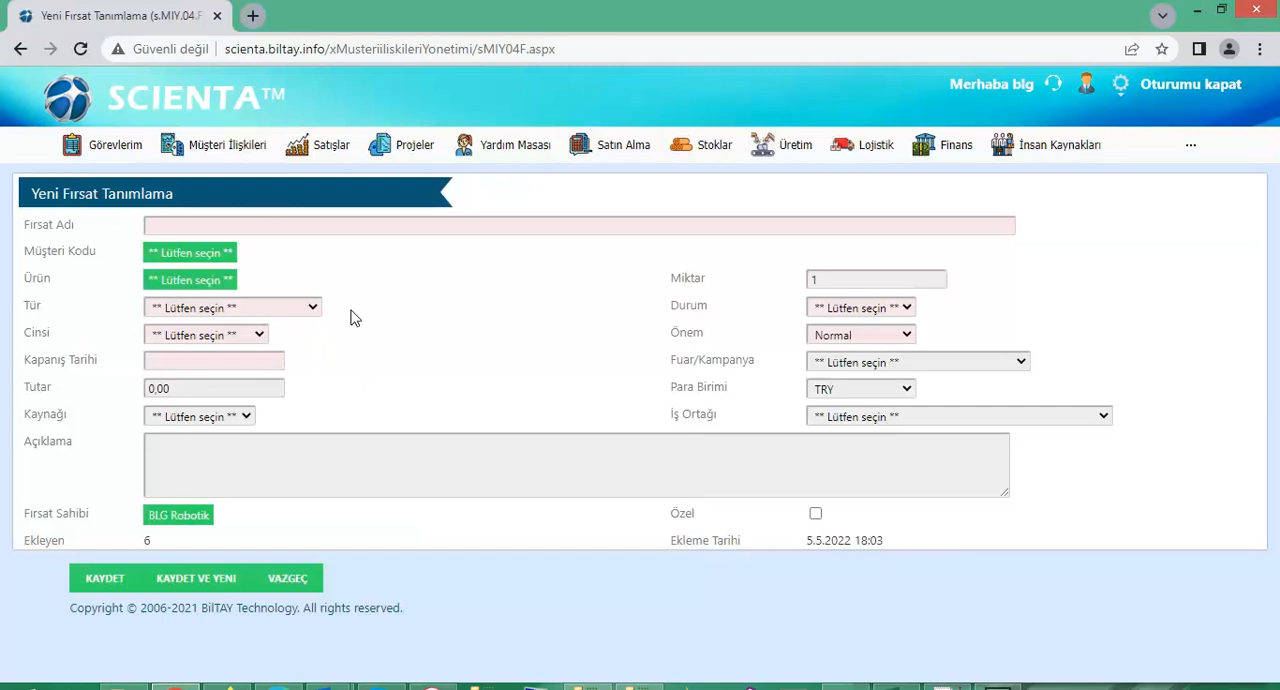 Yeni Fırsat Tanımlama (s.MIY.04.F
Güvenli değil scienta.biltay.info/xMusteriiliskileriYonetimi/sMIY04F.aspx
SCIENTA™
Merhaba blg Oturumu kapat
Görevlerim Müşteri İlişkileri Satışlar Projeler Yardım Masası Satın Alma Stoklar Üretim Lojistik Finans İnsan Kaynakları ...
Yeni Fırsat Tanımlama
Fırsat Adı
Müşteri Kodu ** Lütfen seçin **
Ürün ** Lütfen seçin ** Miktar 1
Tür ** Lütfen seçin ** Durum ** Lütfen seçin **
Cinsi ** Lütfen seçin ** Önem Normal
Kapanış Tarihi Fuar/Kampanya ** Lütfen seçin **
Tutar 0,00 Para Birimi TRY
Kaynağı ** Lütfen seçin ** İş Ortağı ** Lütfen seçin **
Açıklama
Fırsat Sahibi BLG Robotik Özel
Ekleyen 6 Ekleme Tarihi 5.5.2022 18:03
KAYDET KAYDET VE YENİ VAZGEÇ
Copyright © 2006-2021 BilTAY Technology. All rights reserved.